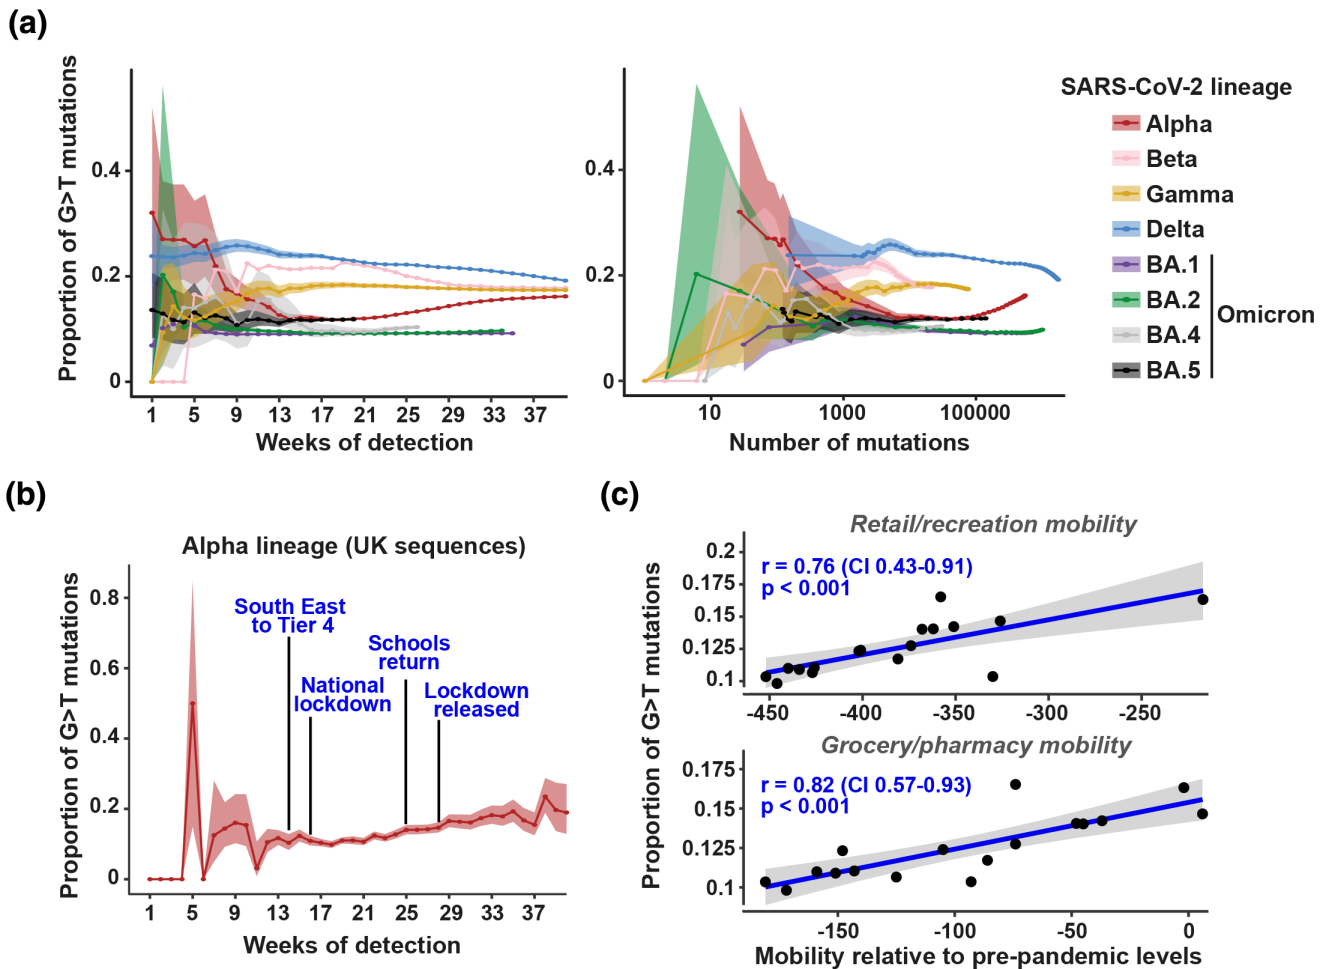 (a)
Proportion of G>T mutations
0.4
0.2
0
1 5 9 13 17 21 25 29 33 37
Weeks of detection
0.4
0.2
0
10 1000 100000
Number of mutations
SARS-CoV-2 lineage
Alpha
Beta
Gamma
Delta
BA.1
BA.2
BA.4
BA.5
Omicron
(b)
Alpha lineage (UK sequences)
Proportion of G>T mutations
0.8
0.6
0.4
0.2
0
South East
to Tier 4
National
lockdown
Schools
return
Lockdown
released
1 5 9 13 17 21 25 29 33 37
Weeks of detection
(c)
Proportion of G>T mutations
Retail/recreation mobility
r = 0.76 (CI 0.43-0.91)
p < 0.001
0.2
0.175
0.15
0.125
0.1
-450 -400 -350 -300 -250
Grocery/pharmacy mobility
r = 0.82 (CI 0.57-0.93)
p < 0.001
0.175
0.15
0.125
0.1
-150 -100 -50 0
Mobility relative to pre-pandemic levels